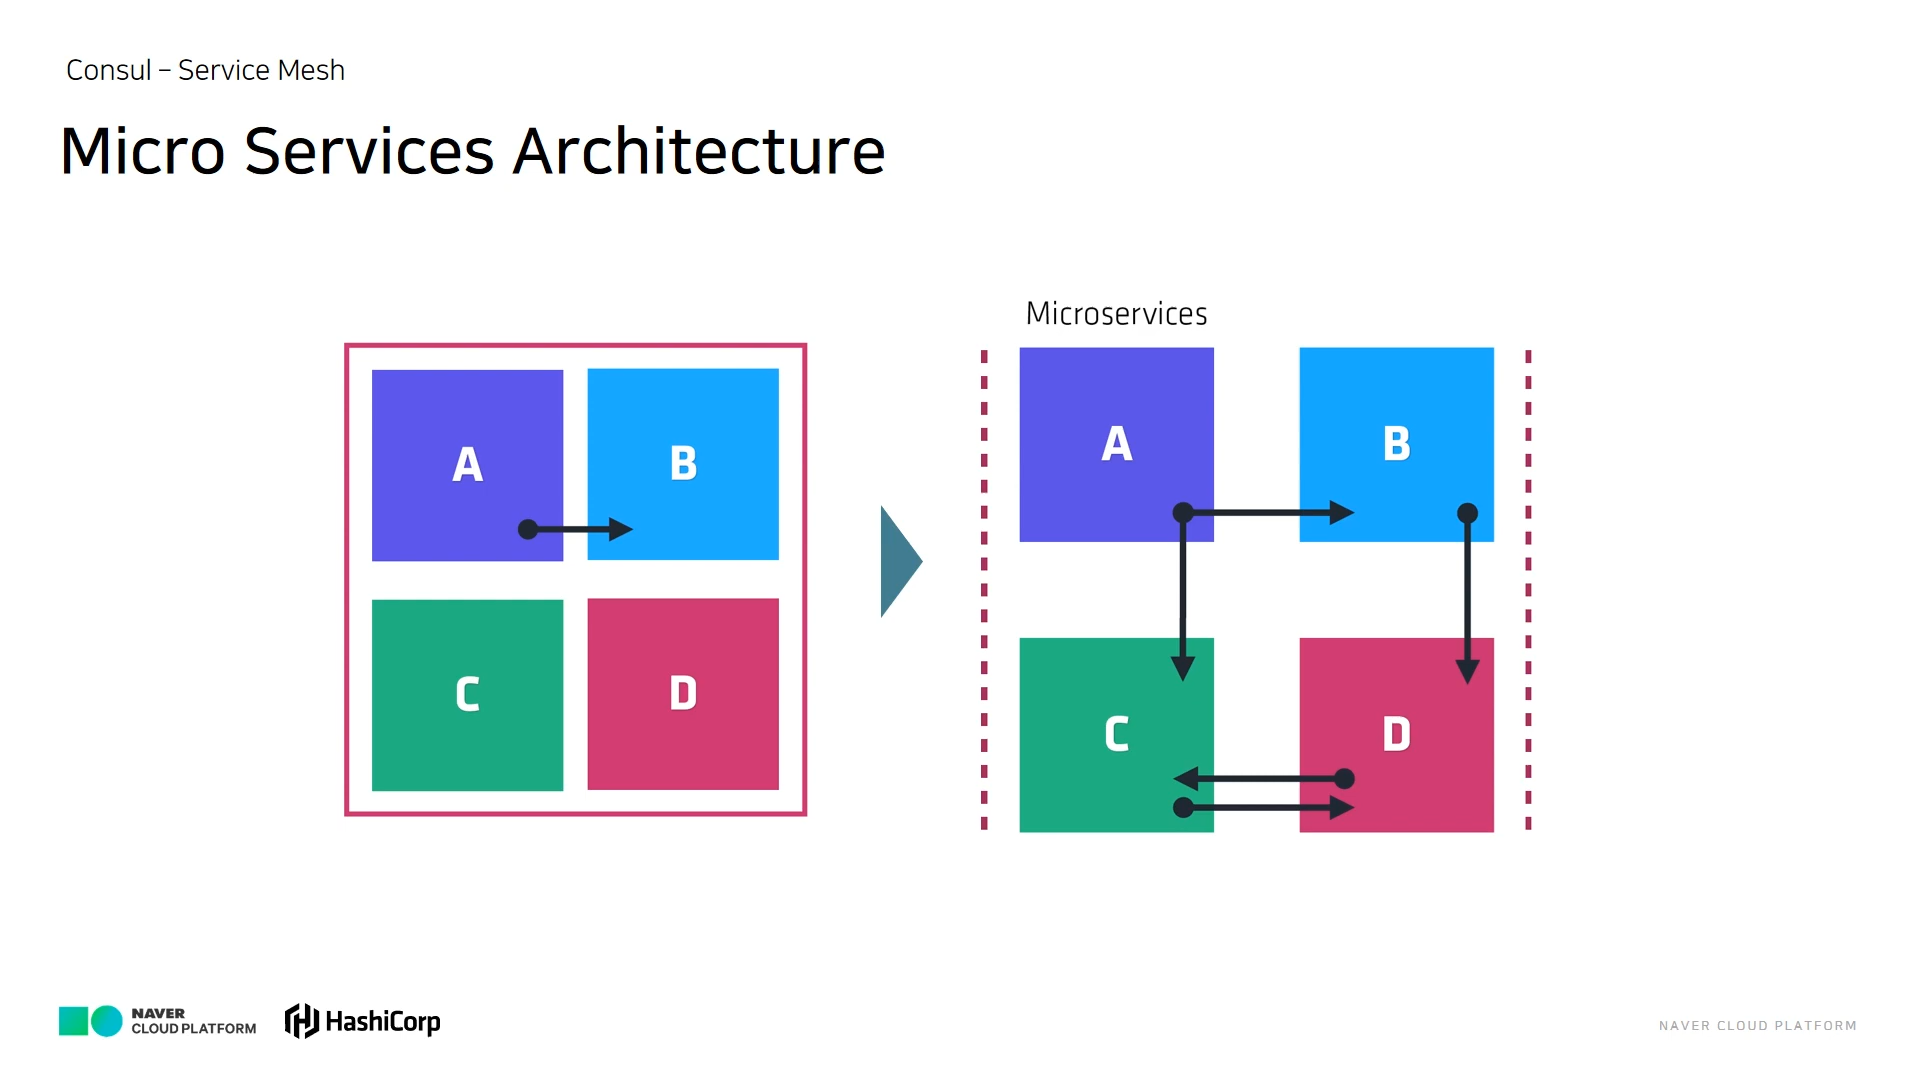 Consul – Service Mesh
Micro Services Architecture
A
B
C
D
Microservices
A
B
C
D
NAVER
CLOUD PLATFORM
HashiCorp
NAVER CLOUD PLATFORM